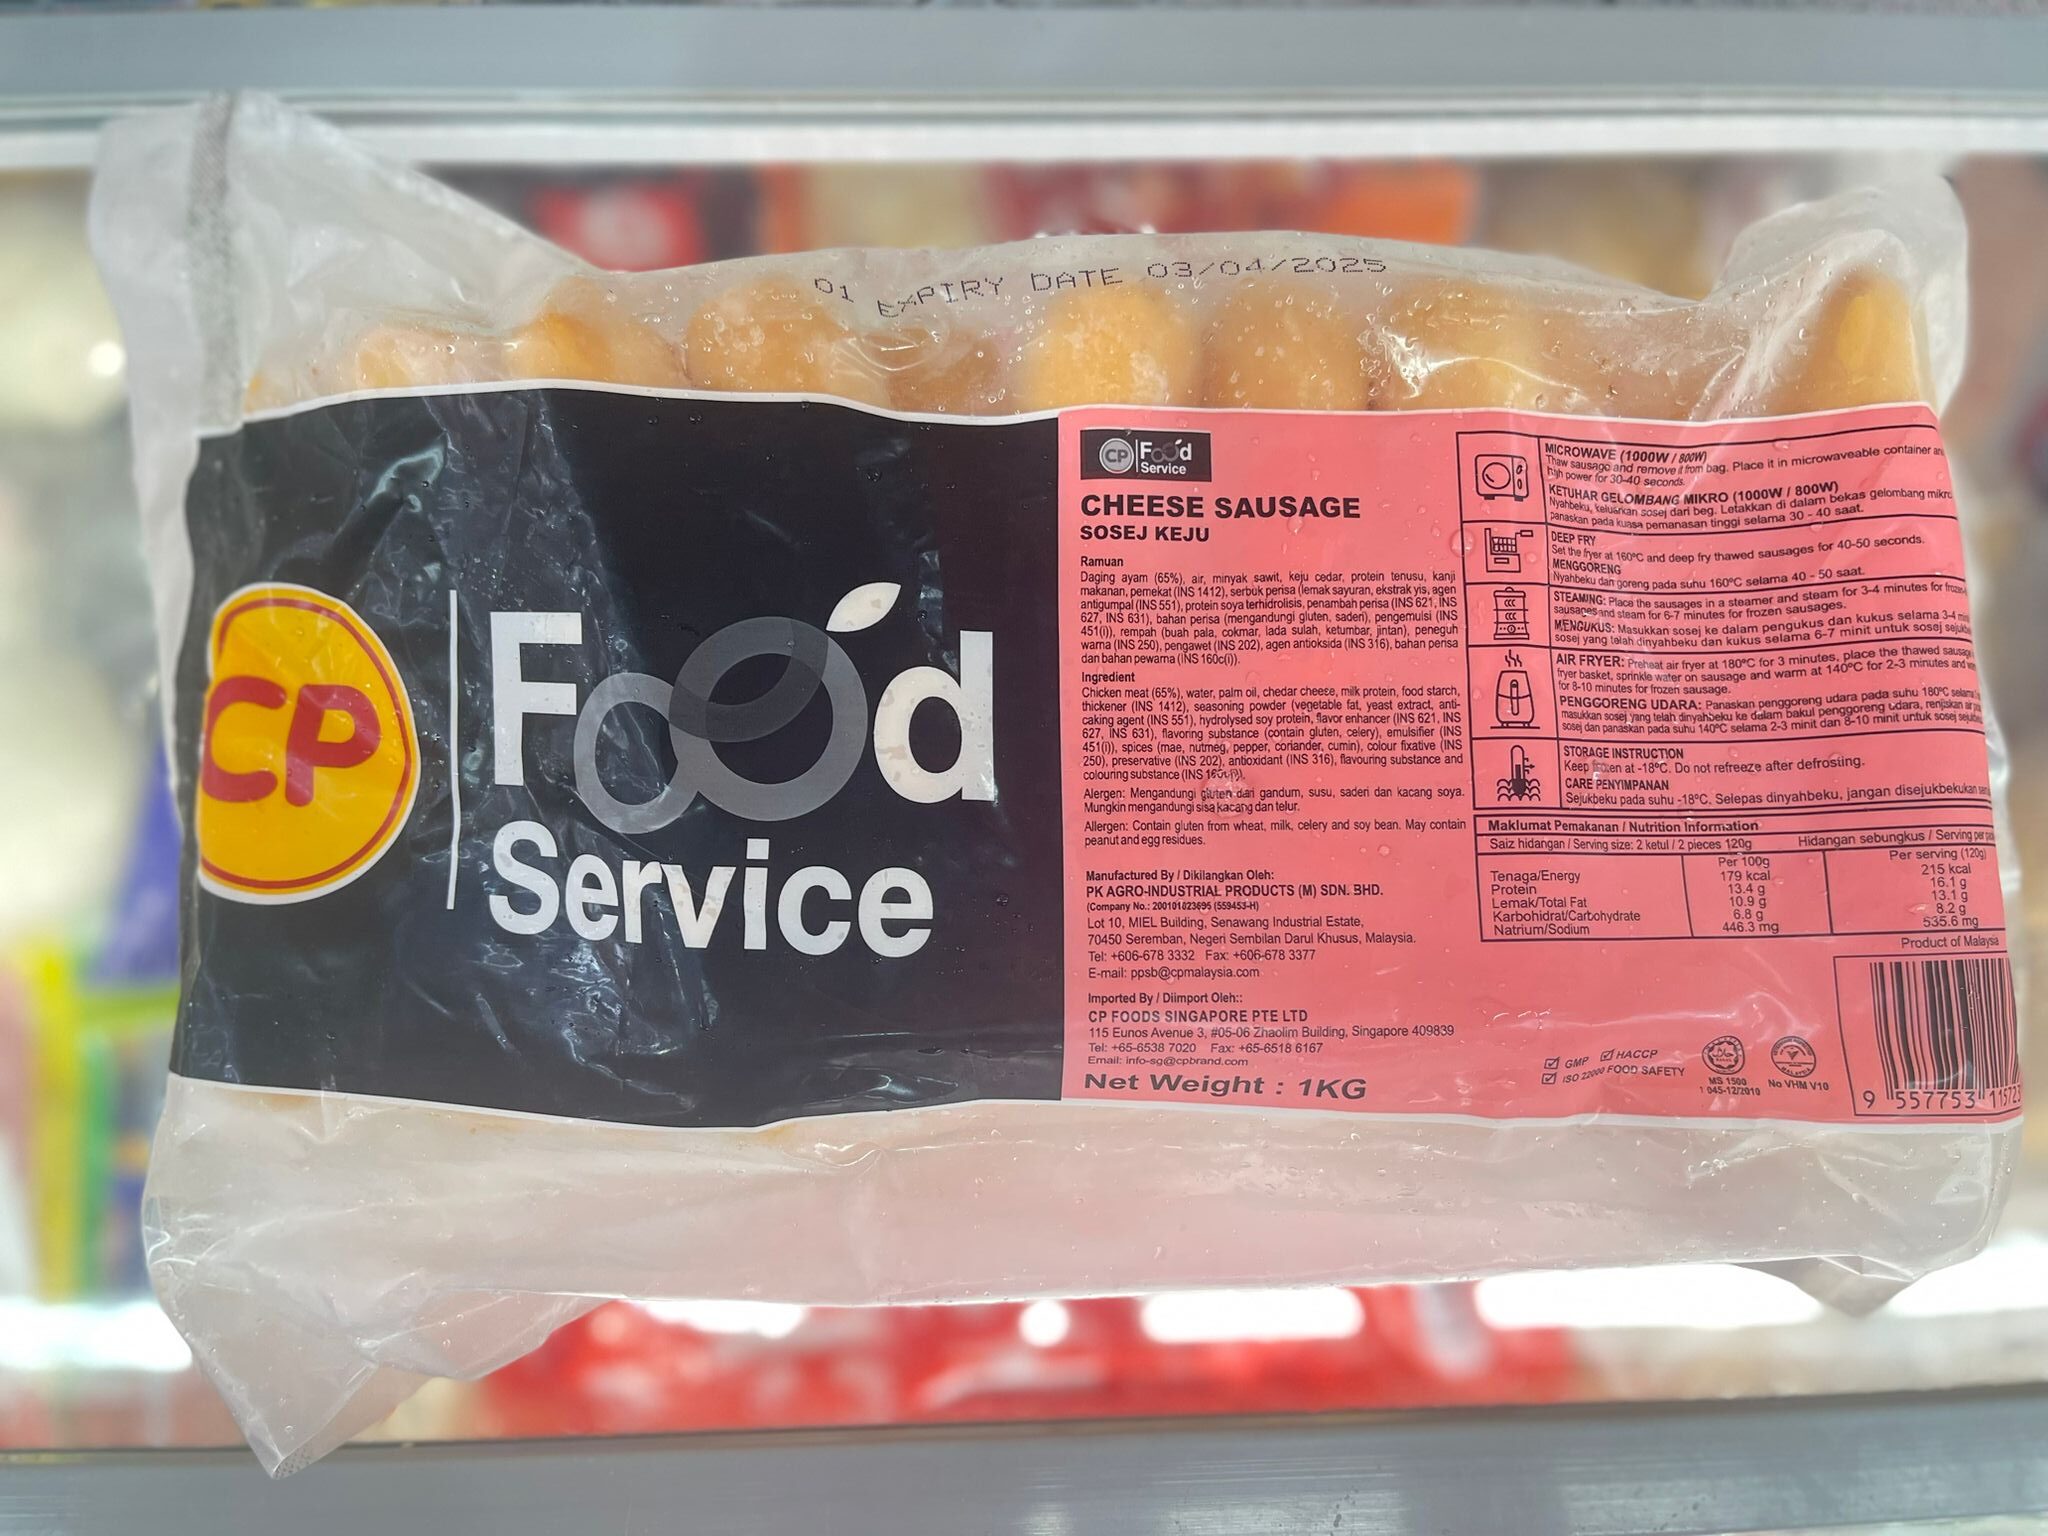 01 EXPIRY DATE 03/04/2025
CP
Food
Service
CP Food
Service
CHEESE SAUSAGE
SOSEJ KEJU
Ramuan
Daging ayam (65%), air, minyak sawit, keju cedar, protein tenusu, kanji
makanan, pemekat (INS 1412), serbuk perisa (lemak sayuran, ekstrak yis, agen
antigumpal (INS 551), protein soya terhidrolisis, penambah perisa (INS 621, INS
627, INS 631), bahan perisa (mengandungi gluten, saderi), pengemulsi (INS
451(i)), rempah (buah pala, cokmar, lada sulah, ketumbar, jintan), peneguh
warna (INS 250), pengawet (INS 202), agen antioksida (INS 316), bahan perisa
dan bahan pewarna (INS 160c(i)).
Ingredient
Chicken meat (65%), water, palm oil, chedar cheese, milk protein, food starch,
thickener (INS 1412), seasoning powder (vegetable fat, yeast extract, anti-
caking agent (INS 551), hydrolysed soy protein, flavor enhancer (INS 621, INS
627, INS 631), flavoring substance (contain gluten, celery), emulsifier (INS
451(i)), spices (mae, nutmeg, pepper, coriander, cumin), colour fixative (INS
250), preservative (INS 202), antioxidant (INS 316), flavouring substance and
colouring substance (INS
Alergen: Mengandungi gluten dari gandum, susu, saderi dan kacang soya.
Mungkin mengandungi sisa kacang dan telur.
Allergen: Contain gluten from wheat, milk, celery and soy bean. May contain
peanut and egg residues.
Manufactured By / Dikilangkan Oleh:
PK AGRO-INDUSTRIAL PRODUCTS (M) SDN. BHD.
(Company No.: 200101023695 (559453-H)
Lot 10, MIEL Building, Senawang Industrial Estate,
70450 Seremban, Negeri Sembilan Darul Khusus, Malaysia.
Tel: +606-678 3332 Fax: +606-678 3377
E-mail: ppsb@cpmalaysia.com
Imported By / Diimport Oleh::
CP FOODS SINGAPORE PTE LTD
115 Eunos Avenue 3, #05-06 Zhaolim Building, Singapore 409839
Tel: +65-6538 7020 Fax: +65-6518 6167
Email: info-sg@cpbrand.com
Net Weight : 1KG
MICROWAVE (1000W / 800W)
Thaw sausage and remove it from bag. Place it in microwaveable container
high power for 30-40 seconds.
KETUHAR GELOMBANG MIKRO (1000W / 800W)
Nyahbeku, keluarkan sosej dari beg. Letakkan di dalam bekas gelombang
panaskan pada kuasa pemanasan tinggi selama 30 - 40 saat.
DEEP FRY
Set the fryer at 160ºC and deep fry thawed sausages for 40-50 seconds.
MENGGORENG
Nyahbeku dan goreng pada suhu 160ºC selama 40 - 50 saat.
STEAMING: Place the sausages in a steamer and steam for 3-4 minutes for
sausages and steam for 6-7 minutes for frozen sausages.
MENGUKUS: Masukkan sosej ke dalam pengukus dan kukus selama 3-4
sosej yang telah dinyahbeku dan kukus selama 6-7 minit untuk sosej
AIR FRYER: Preheat air fryer at 180ºC for 3 minutes, place the thawed
fryer basket, sprinkle water on sausage and warm at 140ºC for 2-3 minutes and
for 8-10 minutes for frozen sausage.
PENGGORENG UDARA: Panaskan penggoreng udara pada suhu 180ºC
masukkan sosej yang telah dinyahbeku ke dalam bakul penggoreng udara, renjiskan air
sosej dan panaskan pada suhu 140ºC selama 2-3 minit dan 8-10 minit untuk sosej
STORAGE INSTRUCTION
Keep frozen at -18ºC. Do not refreeze after defrosting.
CARE PENYIMPANAN
Sejukbeku pada suhu -18ºC. Selepas dinyahbeku, jangan disejukbekukan
Maklumat Pemakanan / Nutrition Information
Saiz hidangan / Serving size: 2 ketul / 2 pieces 120g Hidangan sebungkus / Serving per
Per 100g Per serving (120g)
Tenaga/Energy 179 kcal 215 kcal
Protein 13.4 g 16.1 g
Lemak/Total Fat 10.9 g 13.1 g
Karbohidrat/Carbohydrate 6.8 g 8.2 g
Natrium/Sodium 446.3 mg 535.6 mg
Product of Malaysia
GMP HACCP
ISO 22000 FOOD SAFETY
MS 1500
1 045-12/2010
No VHM V10
9 557753 115723